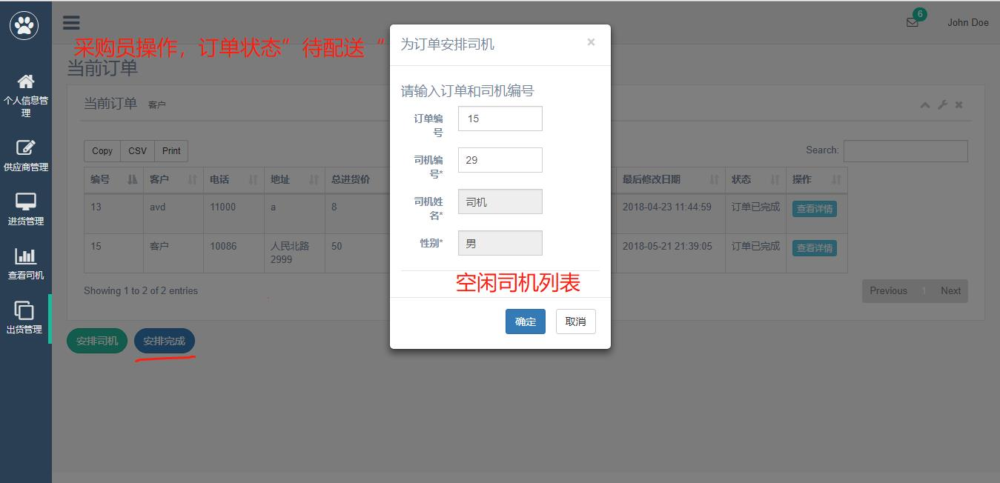 6
John Doe
采购员操作，订单状态”待配送“
当前订单
个人信息管
理
供应商管理
进货管理
查看司机
出货管理
当前订单 客户
Copy CSV Print
Search:
编号 客户 电话 地址 总进货价 最后修改日期 状态 操作
13 avd 11000 a 8 2018-04-23 11:44:59 订单已完成 查看详情
15 客户 10086 人民北路 50 2018-05-21 21:39:05 订单已完成 查看详情
2999
Showing 1 to 2 of 2 entries
Previous 1 Next
安排司机 安排完成
为订单安排司机 ×
请输入订单和司机编号
订单编 15
号
司机编 29
号*
司机姓 司机
名*
性别* 男
空闲司机列表
确定 取消